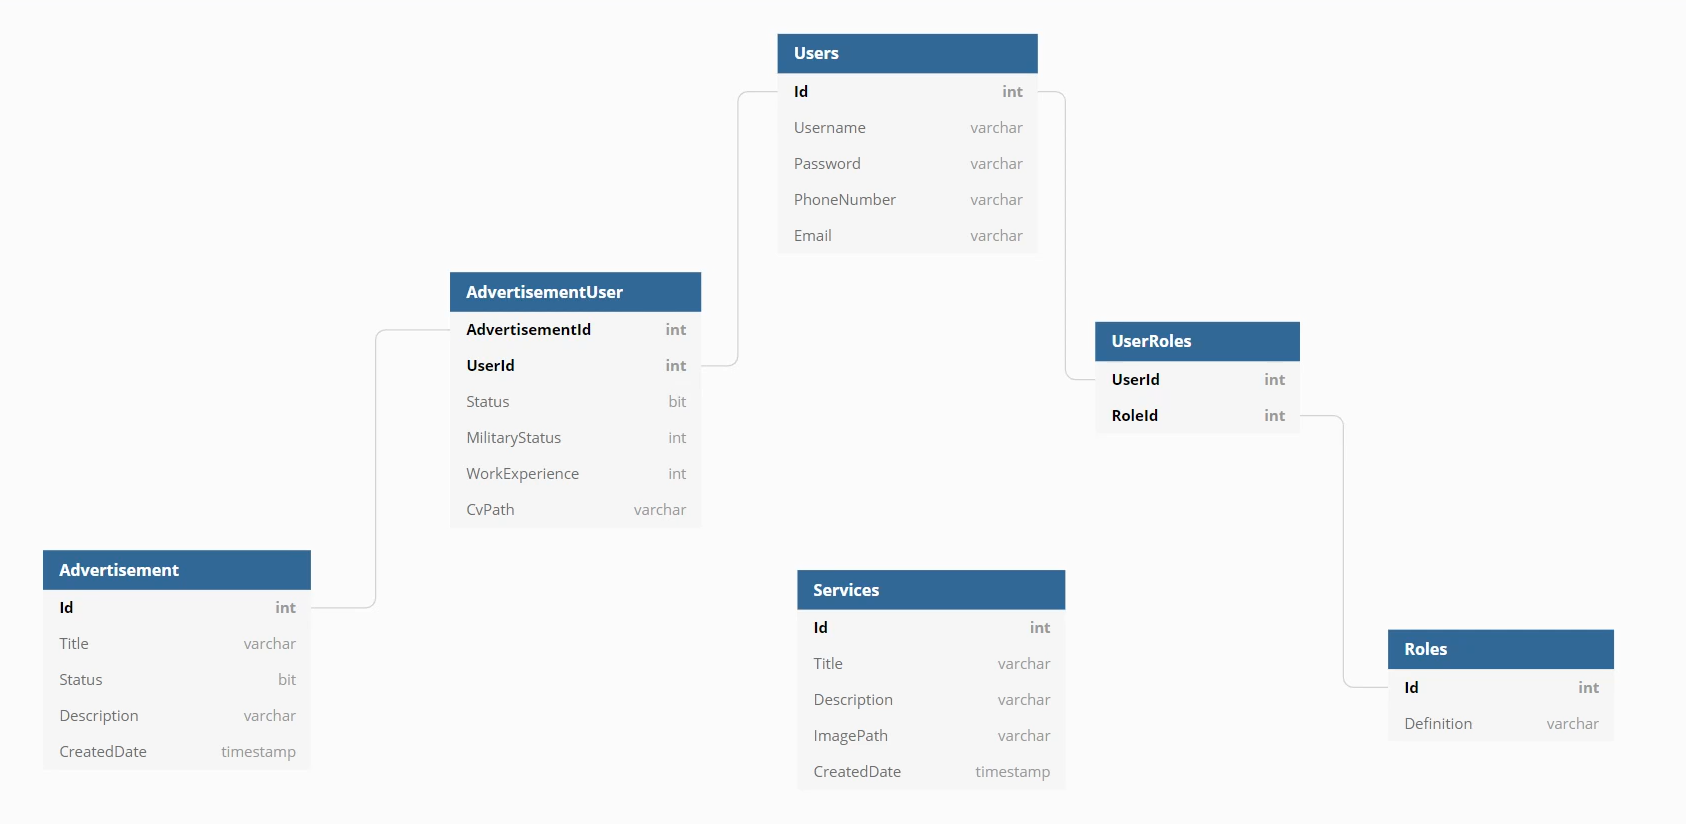 Users
Id int
Username varchar
Password varchar
PhoneNumber varchar
Email varchar
AdvertisementUser
AdvertisementId int
UserId int
Status bit
MilitaryStatus int
WorkExperience int
CvPath varchar
UserRoles
UserId int
RoleId int
Advertisement
Id int
Title varchar
Status bit
Description varchar
CreatedDate timestamp
Services
Id int
Title varchar
Description varchar
ImagePath varchar
CreatedDate timestamp
Roles
Id int
Definition varchar